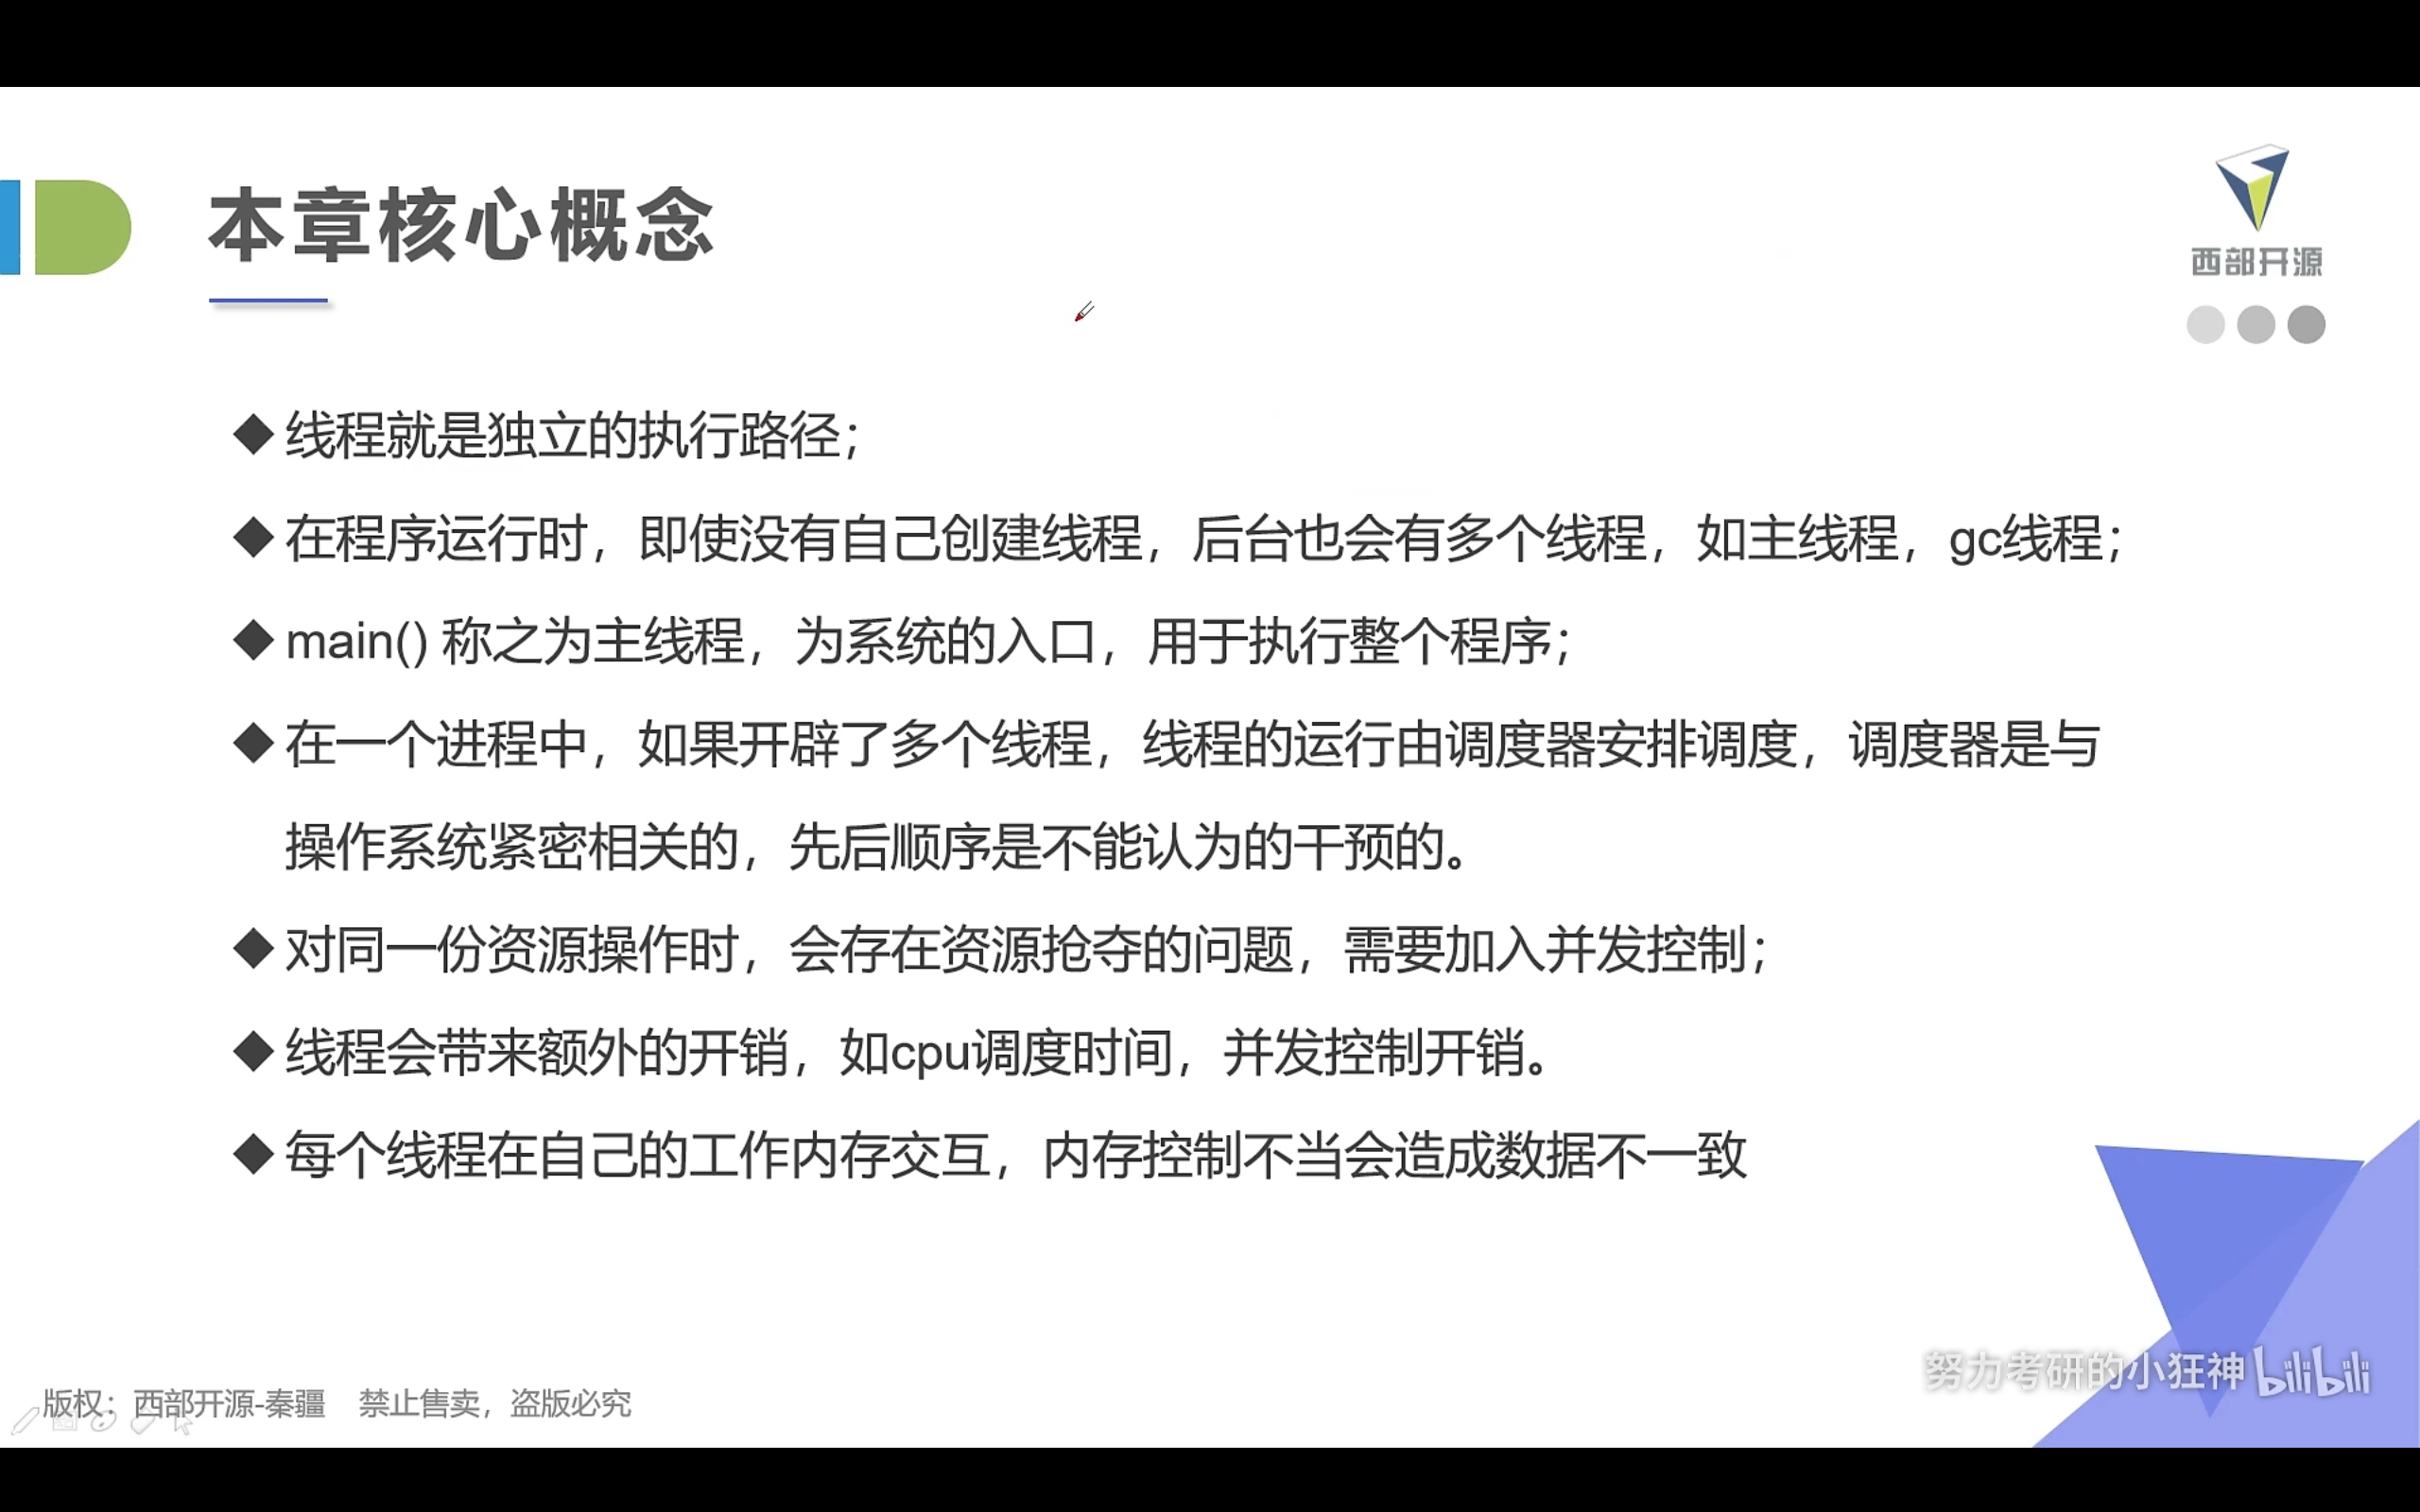 本章核心概念
西部开源
◆线程就是独立的执行路径；
◆在程序运行时，即使没有自己创建线程，后台也会有多个线程，如主线程，gc线程；
◆main() 称之为主线程，为系统的入口，用于执行整个程序；
◆在一个进程中，如果开辟了多个线程，线程的运行由调度器安排调度，调度器是与
操作系统紧密相关的，先后顺序是不能认为的干预的。
◆对同一份资源操作时，会存在资源抢夺的问题，需要加入并发控制；
◆线程会带来额外的开销，如cpu调度时间，并发控制开销。
◆每个线程在自己的工作内存交互，内存控制不当会造成数据不一致
努力考研的小狂神 bilibili
版权：西部开源-秦疆 禁止售卖，盗版必究